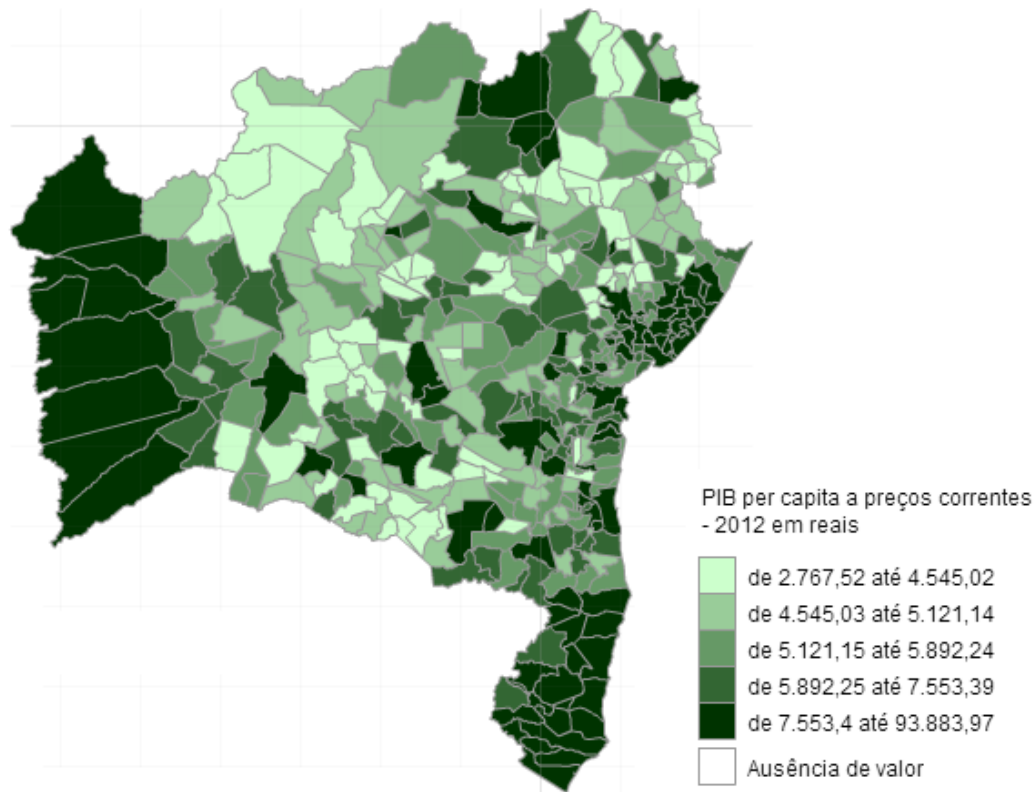 PIB per capita a preços correntes
- 2012 em reais
de 2.767,52 até 4.545,02
de 4.545,03 até 5.121,14
de 5.121,15 até 5.892,24
de 5.892,25 até 7.553,39
de 7.553,4 até 93.883,97
Ausência de valor